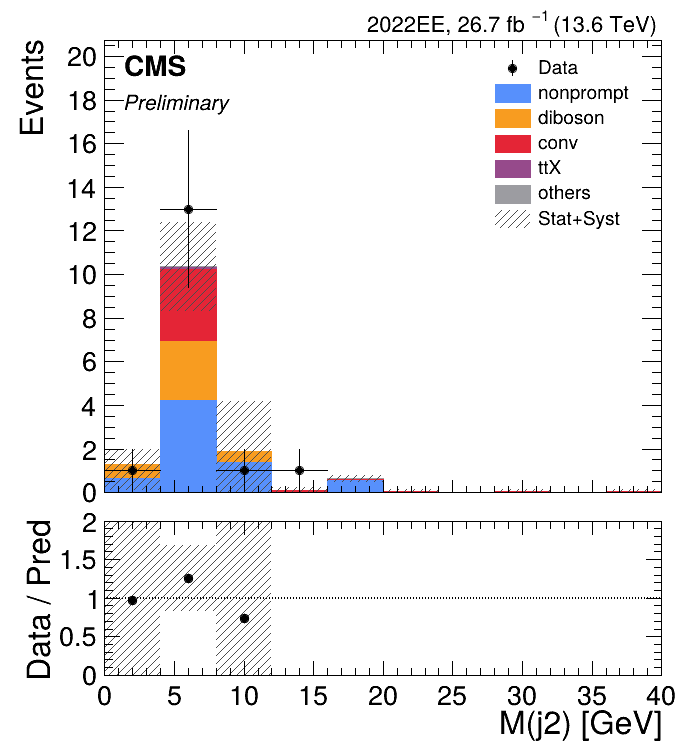 2022EE, 26.7 fb⁻¹ (13.6 TeV)
CMS
Preliminary
Events
20
18
16
14
12
10
8
6
4
2
0
Data
nonprompt
diboson
conv
ttX
others
Stat+Syst
Data / Pred
2
1.5
1
0.5
0
0 5 10 15 20 25 30 35 40
M(j2) [GeV]